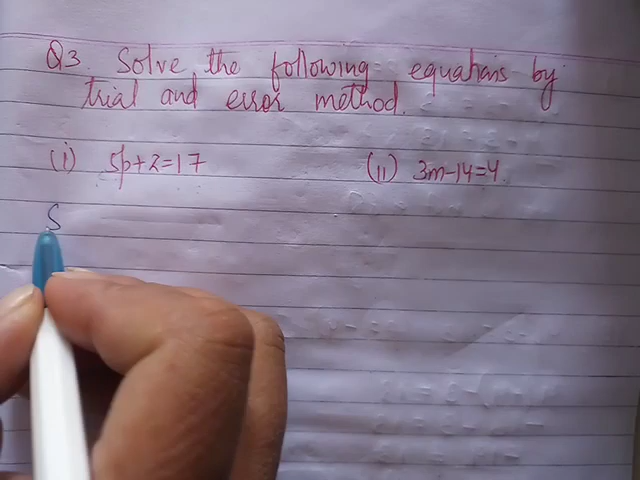 Q3. Solve the following equations by
trial and error method.
(i) 5p+2=17 (ii) 3m-14=4.
S